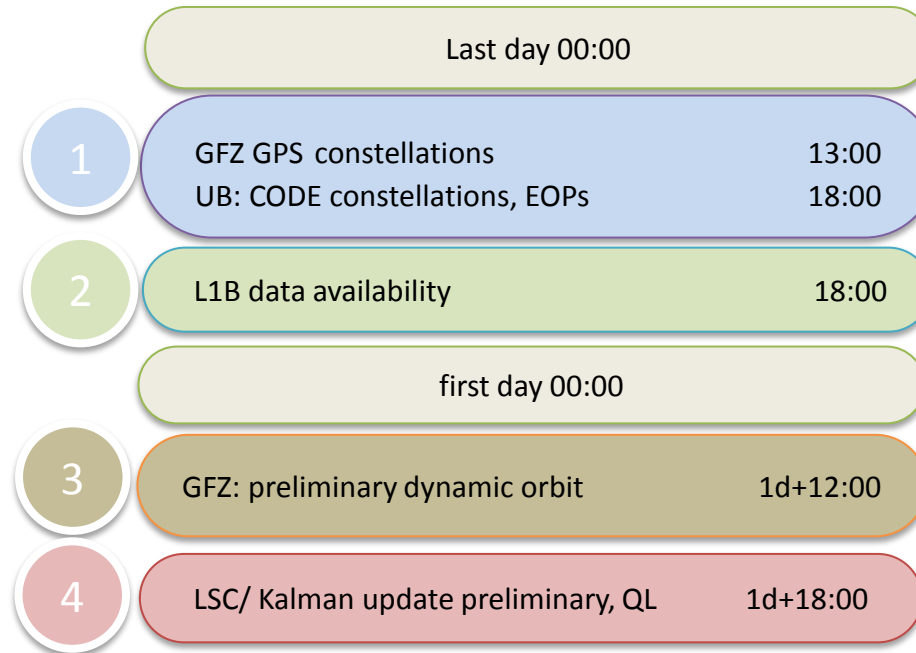 Last day 00:00
1
GFZ GPS constellations 13:00
UB: CODE constellations, EOPs 18:00
2
L1B data availability 18:00
first day 00:00
3
GFZ: preliminary dynamic orbit 1d+12:00
4
LSC/ Kalman update preliminary, QL 1d+18:00